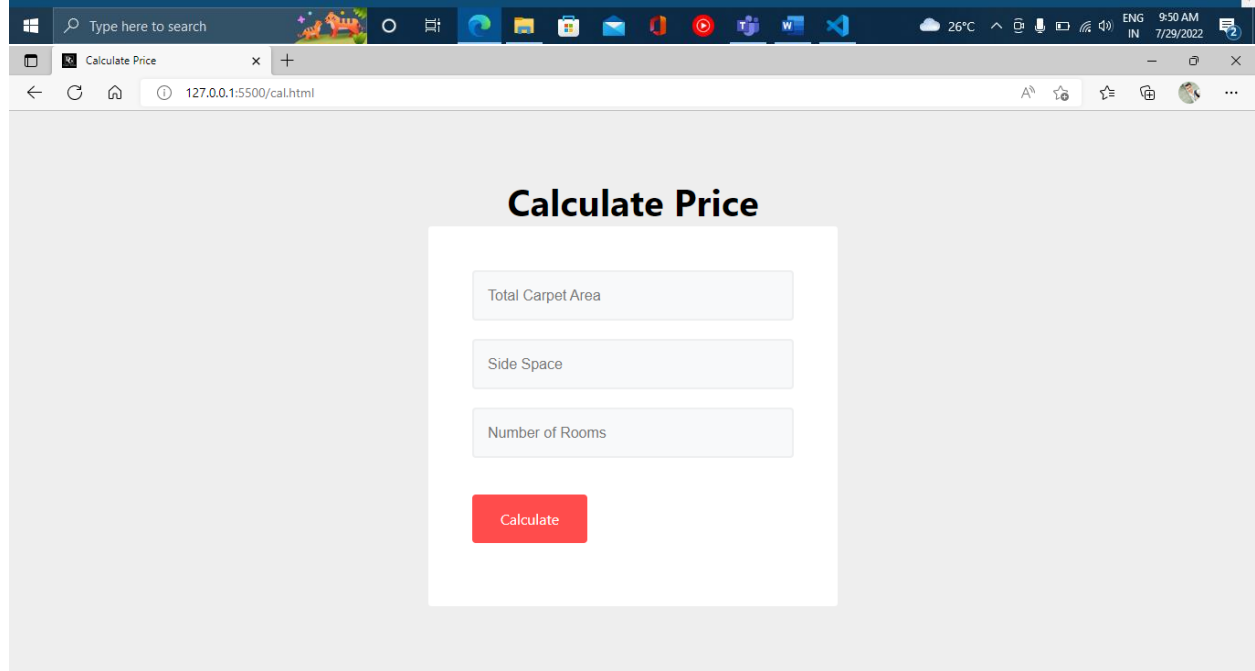 Type here to search
26°C
ENG
IN
9:50 AM
7/29/2022
2
Calculate Price
127.0.0.1:5500/cal.html
Calculate Price
Total Carpet Area
Side Space
Number of Rooms
Calculate